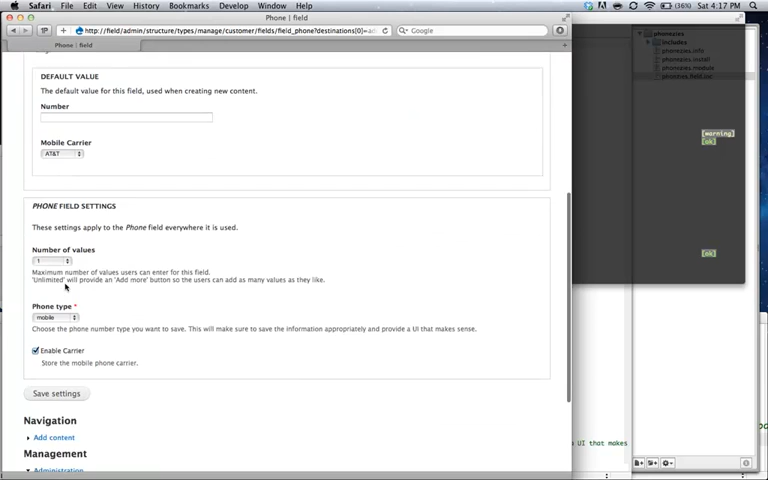 Safari File Edit View History Bookmarks Develop Window Help
(3616) Sat 4:17 PM
Phone | field
http://field/admin/structure/types/manage/customer/fields/field_phone?destinations[0]=ad
Google
Phone | field
DEFAULT VALUE
The default value for this field, used when creating new content.
Number
Mobile Carrier
AT&T
PHONE FIELD SETTINGS
These settings apply to the Phone field everywhere it is used.
Number of values
1
Maximum number of values users can enter for this field.
'Unlimited' will provide an 'Add more' button so the users can add as many values as they like.
Phone type *
mobile
Choose the phone number type you want to save. This will make sure to save the information appropriately and provide a UI that makes sense.
Enable Carrier
Store the mobile phone carrier.
Save settings
Navigation
Add content
Management
Administration
phonezies
includes
phonezies.info
phonezies.install
phonezies.module
phonezies.field.inc
[warning]
[ok]
[ok]
a UI that makes